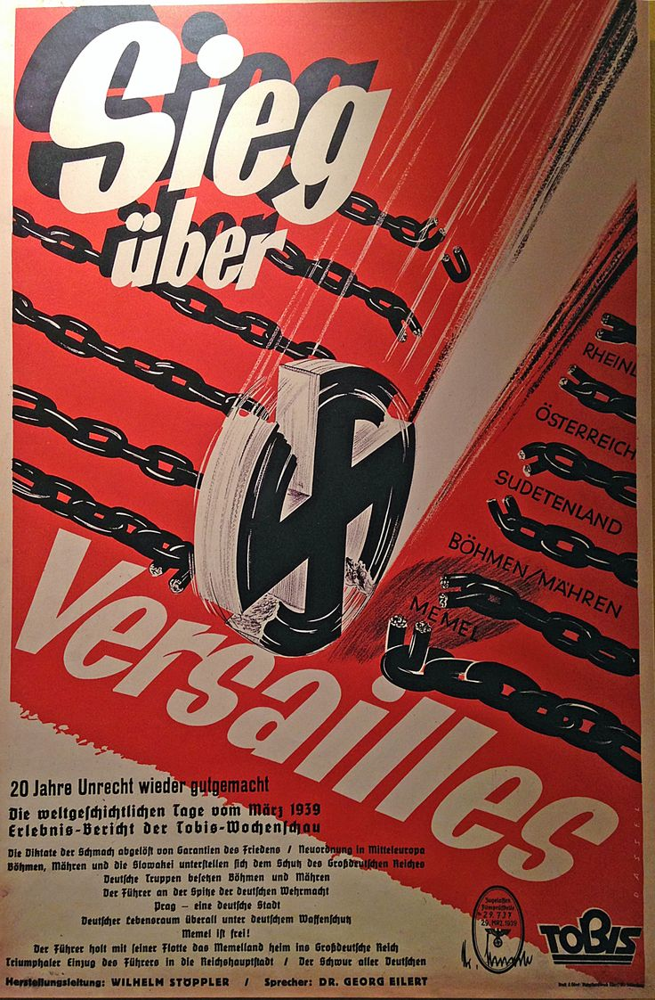 Sieg
über
Versailles
RHEINL
ÖSTERREICH
SUDETENLAND
BÖHMEN/MÄHREN
MEMEL
20 Jahre Unrecht wieder gutgemacht
Die weltgeschichtlichen Tage vom März 1939
Erlebnis-Bericht der Tobis-Wochenschau
Die Diktate der Schmach abgelöst von Garantien des Friedens / Neuordnung in Mitteleuropa
Böhmen, Mähren und die Slowakei unterstellen sich dem Schutz des Großdeutschen Reiches
Deutsche Truppen besetzen Böhmen und Mähren
Der Führer an der Spitze der deutschen Wehrmacht
Prag – eine deutsche Stadt
Deutscher Lebensraum überall unter deutschem Waffenschutz
Memel ist frei!
Der Führer holt mit seiner Flotte das Memelland heim ins Großdeutsche Reich
Triumphaler Einzug des Führers in die Reichshauptstadt / Der Schwur aller Deutschen
Herstellungsleitung: WILHELM STÖPPLER / Sprecher: DR. GEORG EILERT
Zugelassen
Filmprüfstelle
29. MRZ. 1939
TOBIS
DASSEL